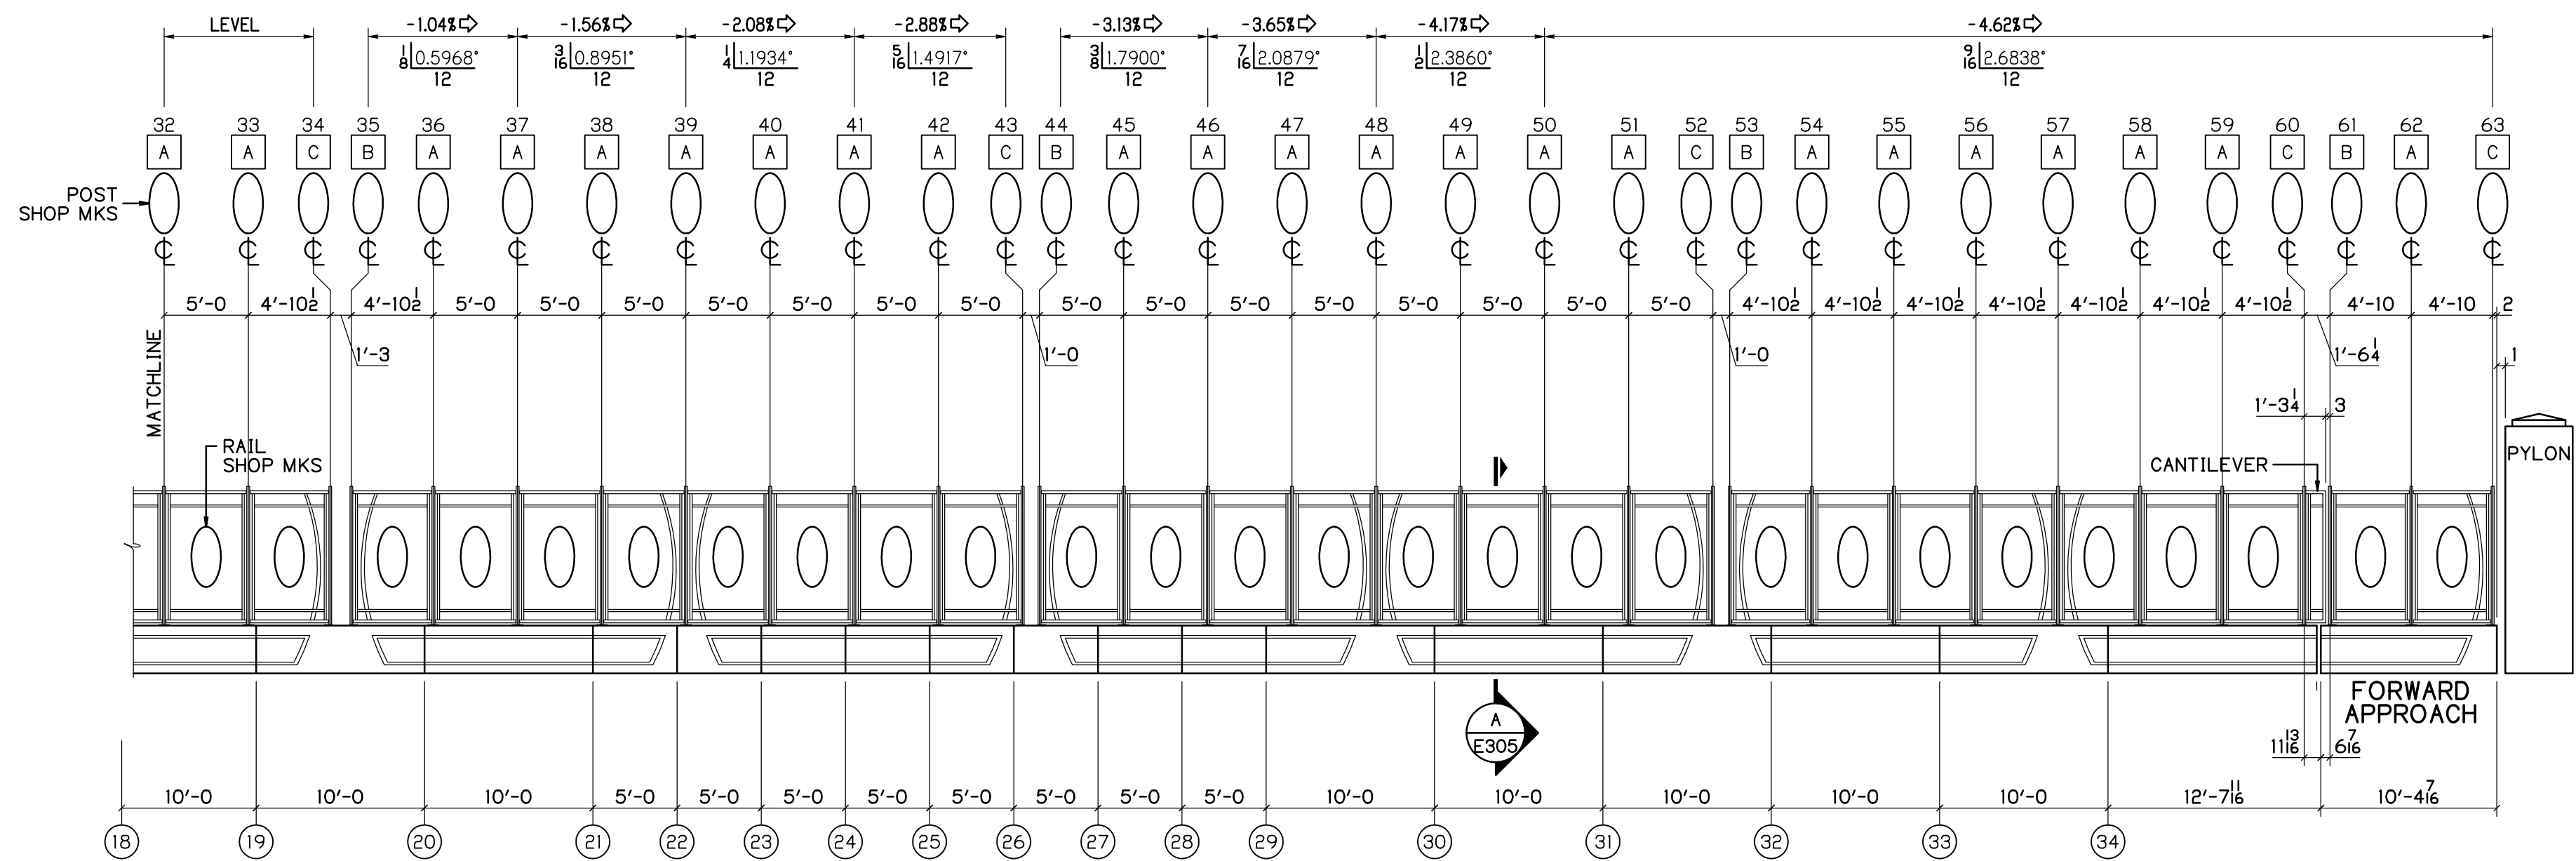 LEVEL -1.04% -1.56% -2.08% -2.88% -3.13% -3.65% -4.17% -4.62%
1/8 0.5968° 3/16 0.8951° 1/4 1.1934° 5/16 1.4917° 3/8 1.7900° 7/16 2.0879° 1/2 2.3860° 9/16 2.6838°
12 12 12 12 12 12 12 12
32 33 34 35 36 37 38 39 40 41 42 43 44 45 46 47 48 49 50 51 52 53 54 55 56 57 58 59 60 61 62 63
A A C B A A A A A A A C B A A A A A A A C B A A A A A A C B A C
POST
SHOP MKS
℄ ℄ ℄ ℄ ℄ ℄ ℄ ℄ ℄ ℄ ℄ ℄ ℄ ℄ ℄ ℄ ℄ ℄ ℄ ℄ ℄ ℄ ℄ ℄ ℄ ℄ ℄ ℄ ℄ ℄ ℄ ℄
5'-0 4'-10 1/2 4'-10 1/2 5'-0 5'-0 5'-0 5'-0 5'-0 5'-0 5'-0 5'-0 5'-0 5'-0 5'-0 5'-0 5'-0 5'-0 5'-0 4'-10 1/2 4'-10 1/2 4'-10 1/2 4'-10 1/2 4'-10 1/2 4'-10 1/2 4'-10 1/2 4'-10 4'-10 2
1'-3 1'-0 1'-0 1'-6 1/4 1
MATCHLINE
1'-3 1/4 3
RAIL
SHOP MKS
CANTILEVER
PYLON
FORWARD
APPROACH
A
E305
11 13/16 6 7/16
10'-0 10'-0 10'-0 5'-0 5'-0 5'-0 5'-0 5'-0 5'-0 5'-0 5'-0 10'-0 10'-0 10'-0 10'-0 10'-0 12'-7 11/16 10'-4 7/16
18 19 20 21 22 23 24 25 26 27 28 29 30 31 32 33 34